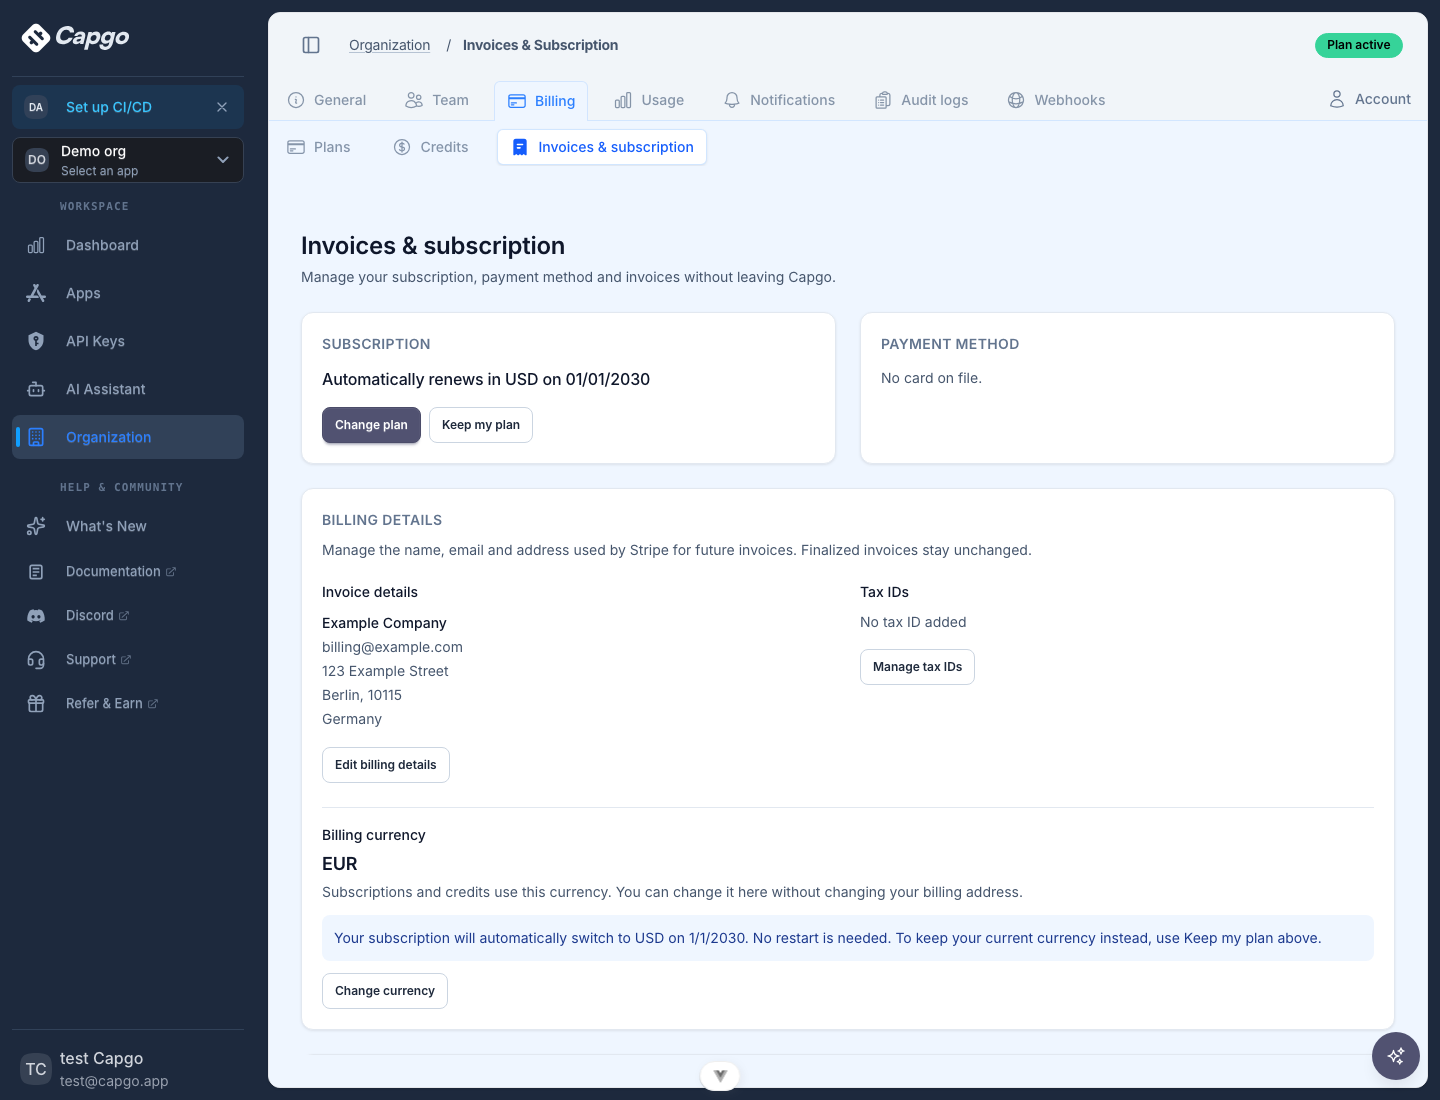 Capgo
DA
Set up CI/CD
DO
Demo org
Select an app
WORKSPACE
Dashboard
Apps
API Keys
AI Assistant
Organization
HELP & COMMUNITY
What's New
Documentation
Discord
Support
Refer & Earn
TC
test Capgo
test@capgo.app
Organization / Invoices & Subscription
Plan active
General
Team
Billing
Usage
Notifications
Audit logs
Webhooks
Account
Plans
Credits
Invoices & subscription
Invoices & subscription
Manage your subscription, payment method and invoices without leaving Capgo.
SUBSCRIPTION
Automatically renews in USD on 01/01/2030
Change plan
Keep my plan
PAYMENT METHOD
No card on file.
BILLING DETAILS
Manage the name, email and address used by Stripe for future invoices. Finalized invoices stay unchanged.
Invoice details
Example Company
billing@example.com
123 Example Street
Berlin, 10115
Germany
Edit billing details
Tax IDs
No tax ID added
Manage tax IDs
Billing currency
EUR
Subscriptions and credits use this currency. You can change it here without changing your billing address.
Your subscription will automatically switch to USD on 1/1/2030. No restart is needed. To keep your current currency instead, use Keep my plan above.
Change currency